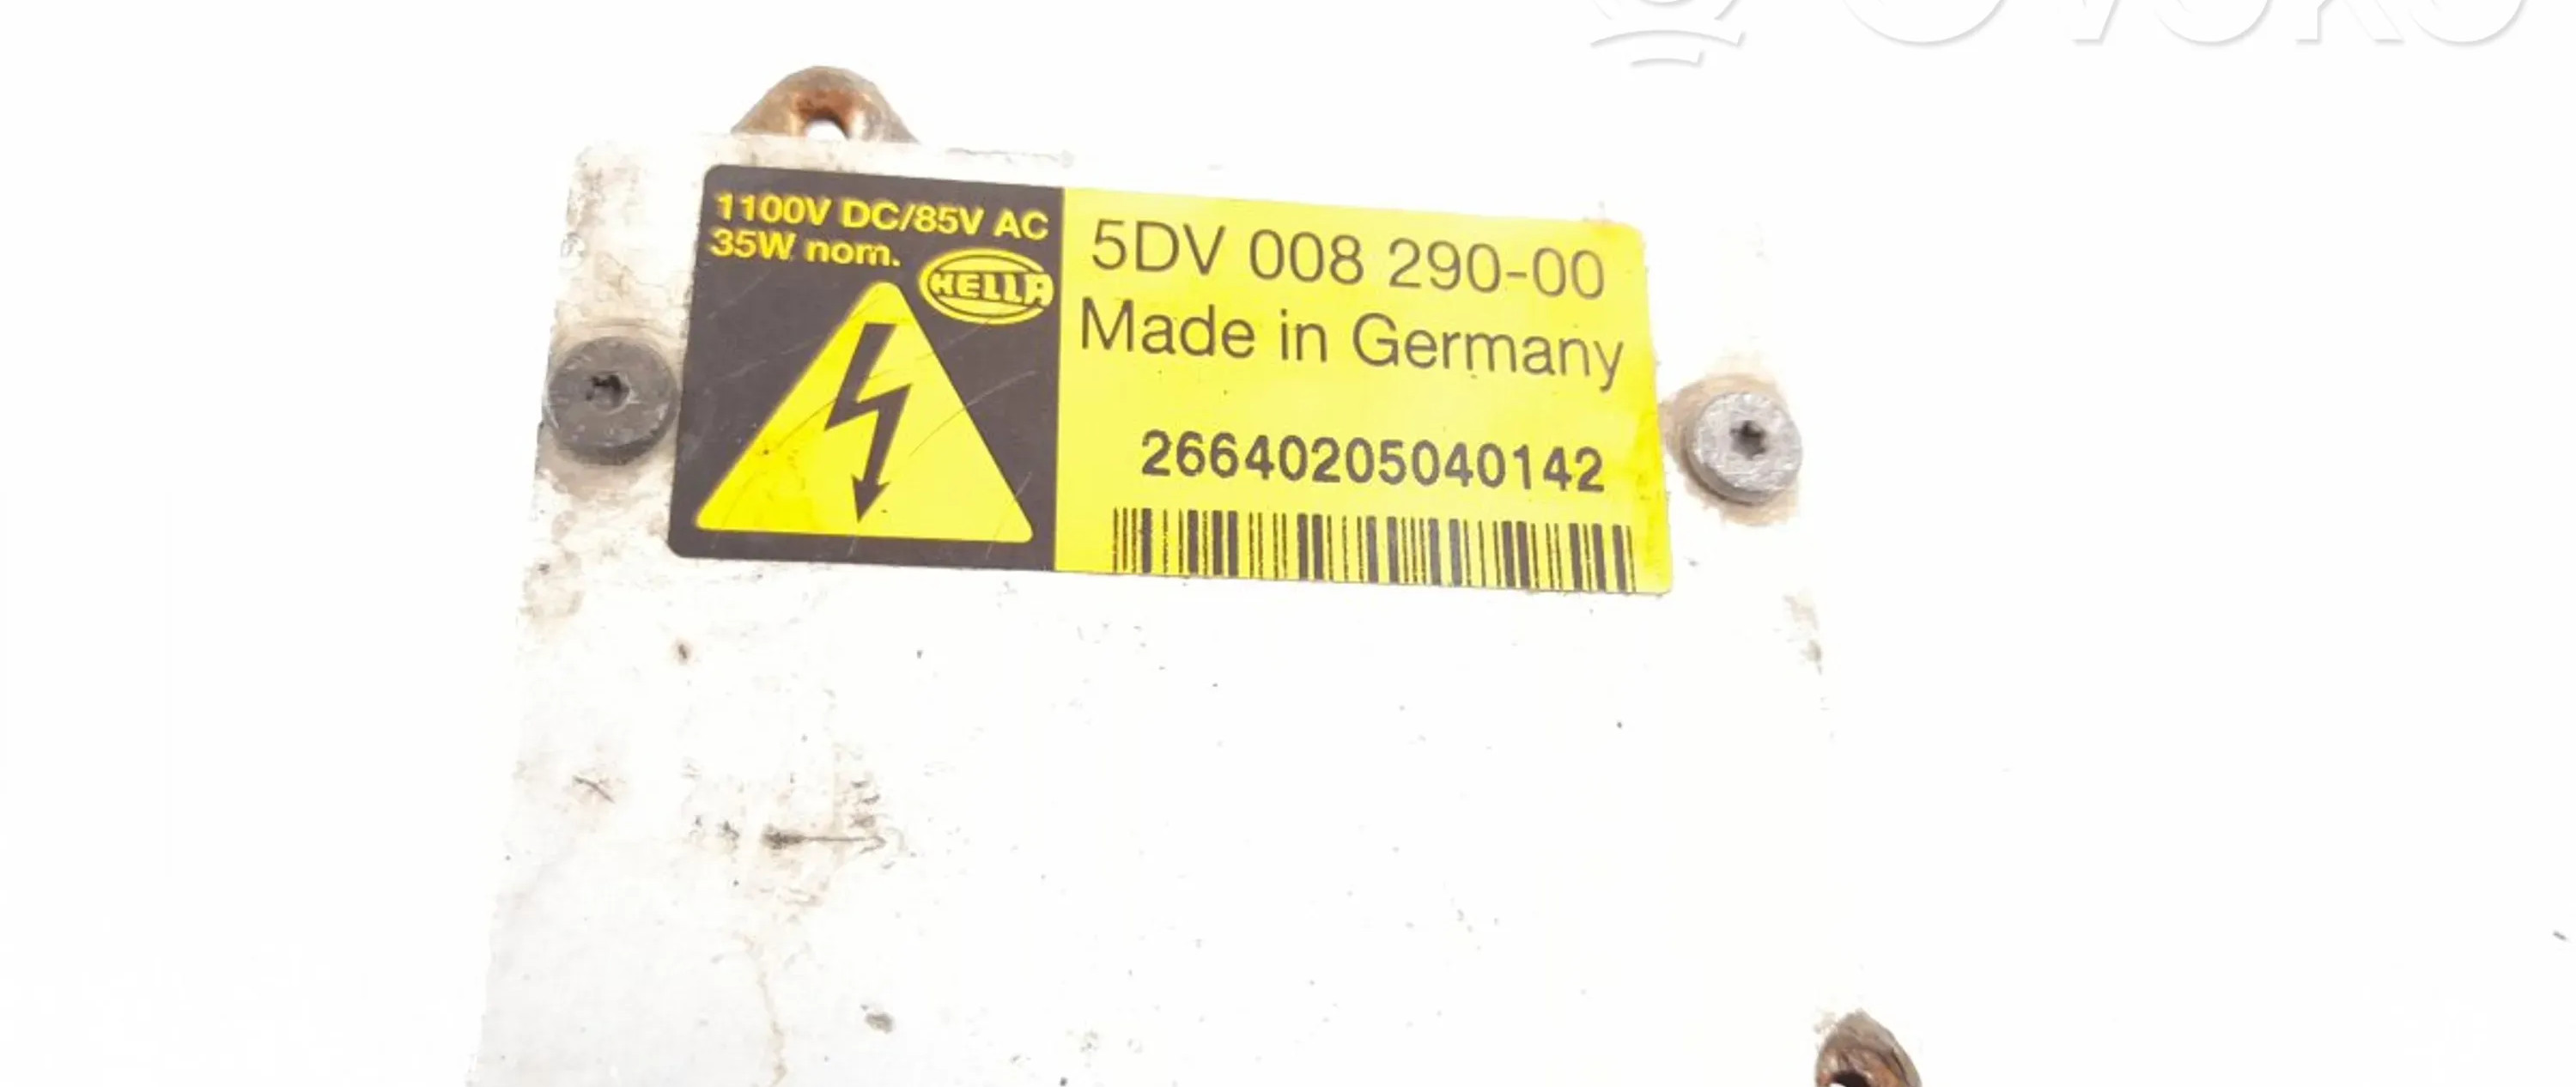 1100V DC/85V AC
35W nom.
HELLA
5DV 008 290-00
Made in Germany
26640205040142